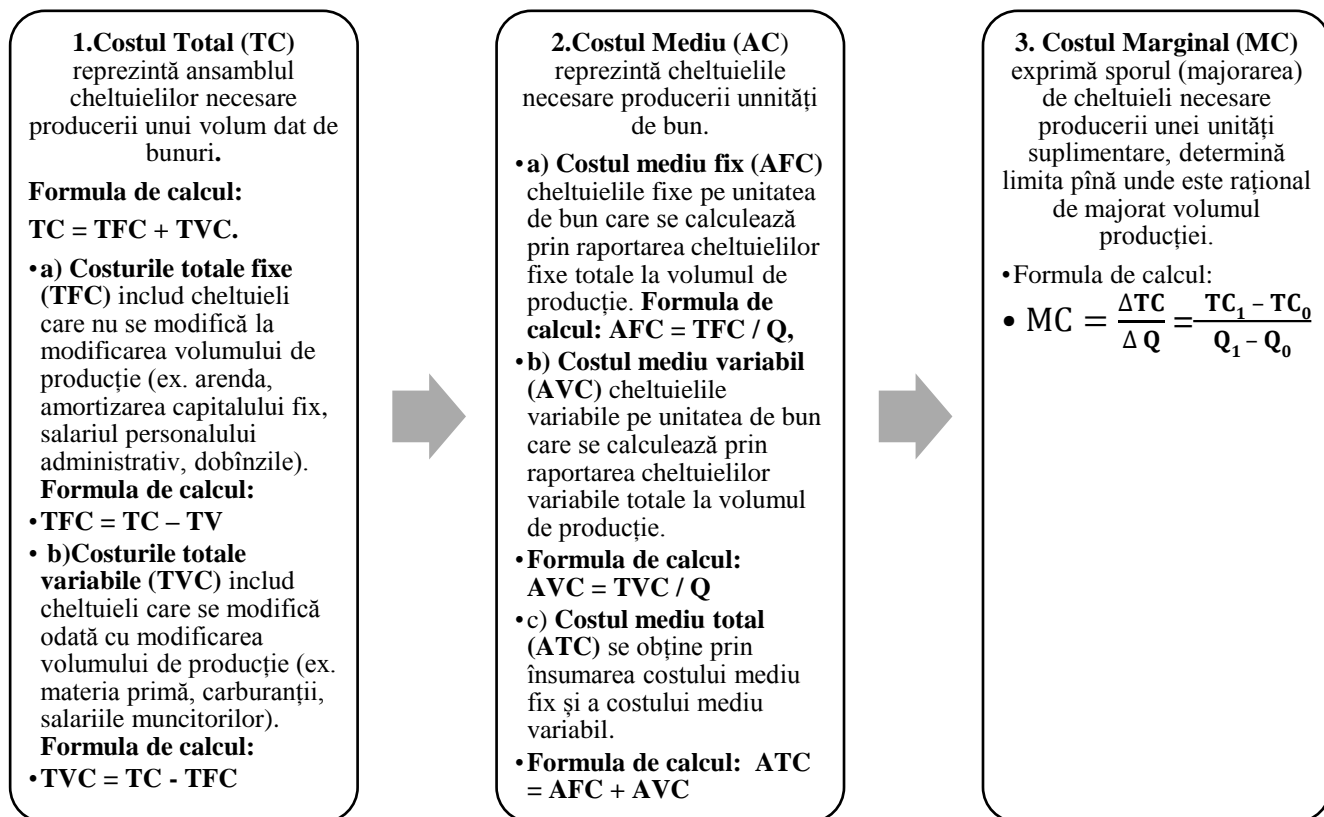 1.Costul Total (TC)
reprezintă ansamblul
cheltuielilor necesare
producerii unui volum dat de
bunuri.
Formula de calcul:
TC = TFC + TVC.
•a) Costurile totale fixe
(TFC) includ cheltuieli
care nu se modifică la
modificarea volumului de
producție (ex. arenda,
amortizarea capitalului fix,
salariul personalului
administrativ, dobînzile).
Formula de calcul:
•TFC = TC – TV
• b)Costurile totale
variabile (TVC) includ
cheltuieli care se modifică
odată cu modificarea
volumului de producție (ex.
materia primă, carburanții,
salariile muncitorilor).
Formula de calcul:
•TVC = TC - TFC
2.Costul Mediu (AC)
reprezintă cheltuielile
necesare producerii unnități
de bun.
•a) Costul mediu fix (AFC)
cheltuielile fixe pe unitatea
de bun care se calculează
prin raportarea cheltuielilor
fixe totale la volumul de
producție. Formula de
calcul: AFC = TFC / Q,
•b) Costul mediu variabil
(AVC) cheltuielile
variabile pe unitatea de bun
care se calculează prin
raportarea cheltuielilor
variabile totale la volumul
de producție.
•Formula de calcul:
AVC = TVC / Q
•c) Costul mediu total
(ATC) se obține prin
însumarea costului mediu
fix și a costului mediu
variabil.
•Formula de calcul: ATC
= AFC + AVC
3. Costul Marginal (MC)
exprimă sporul (majorarea)
de cheltuieli necesare
producerii unei unități
suplimentare, determină
limita pînă unde este rațional
de majorat volumul
producției.
•Formula de calcul:
• MC = ΔTC / Δ Q = TC₁ – TC₀ / Q₁ – Q₀